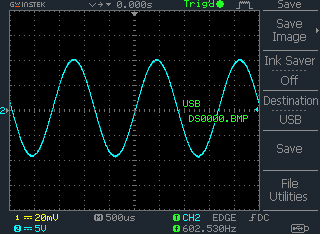 GWINSTEK 0.000s Trig'd Save
Save
Image
Ink Saver
Off
Destination
USB
USB
DS0000.BMP
2
Save
File
Utilities
1 20mV M 500us T CH2 EDGE DC
2 5V F 602.530Hz